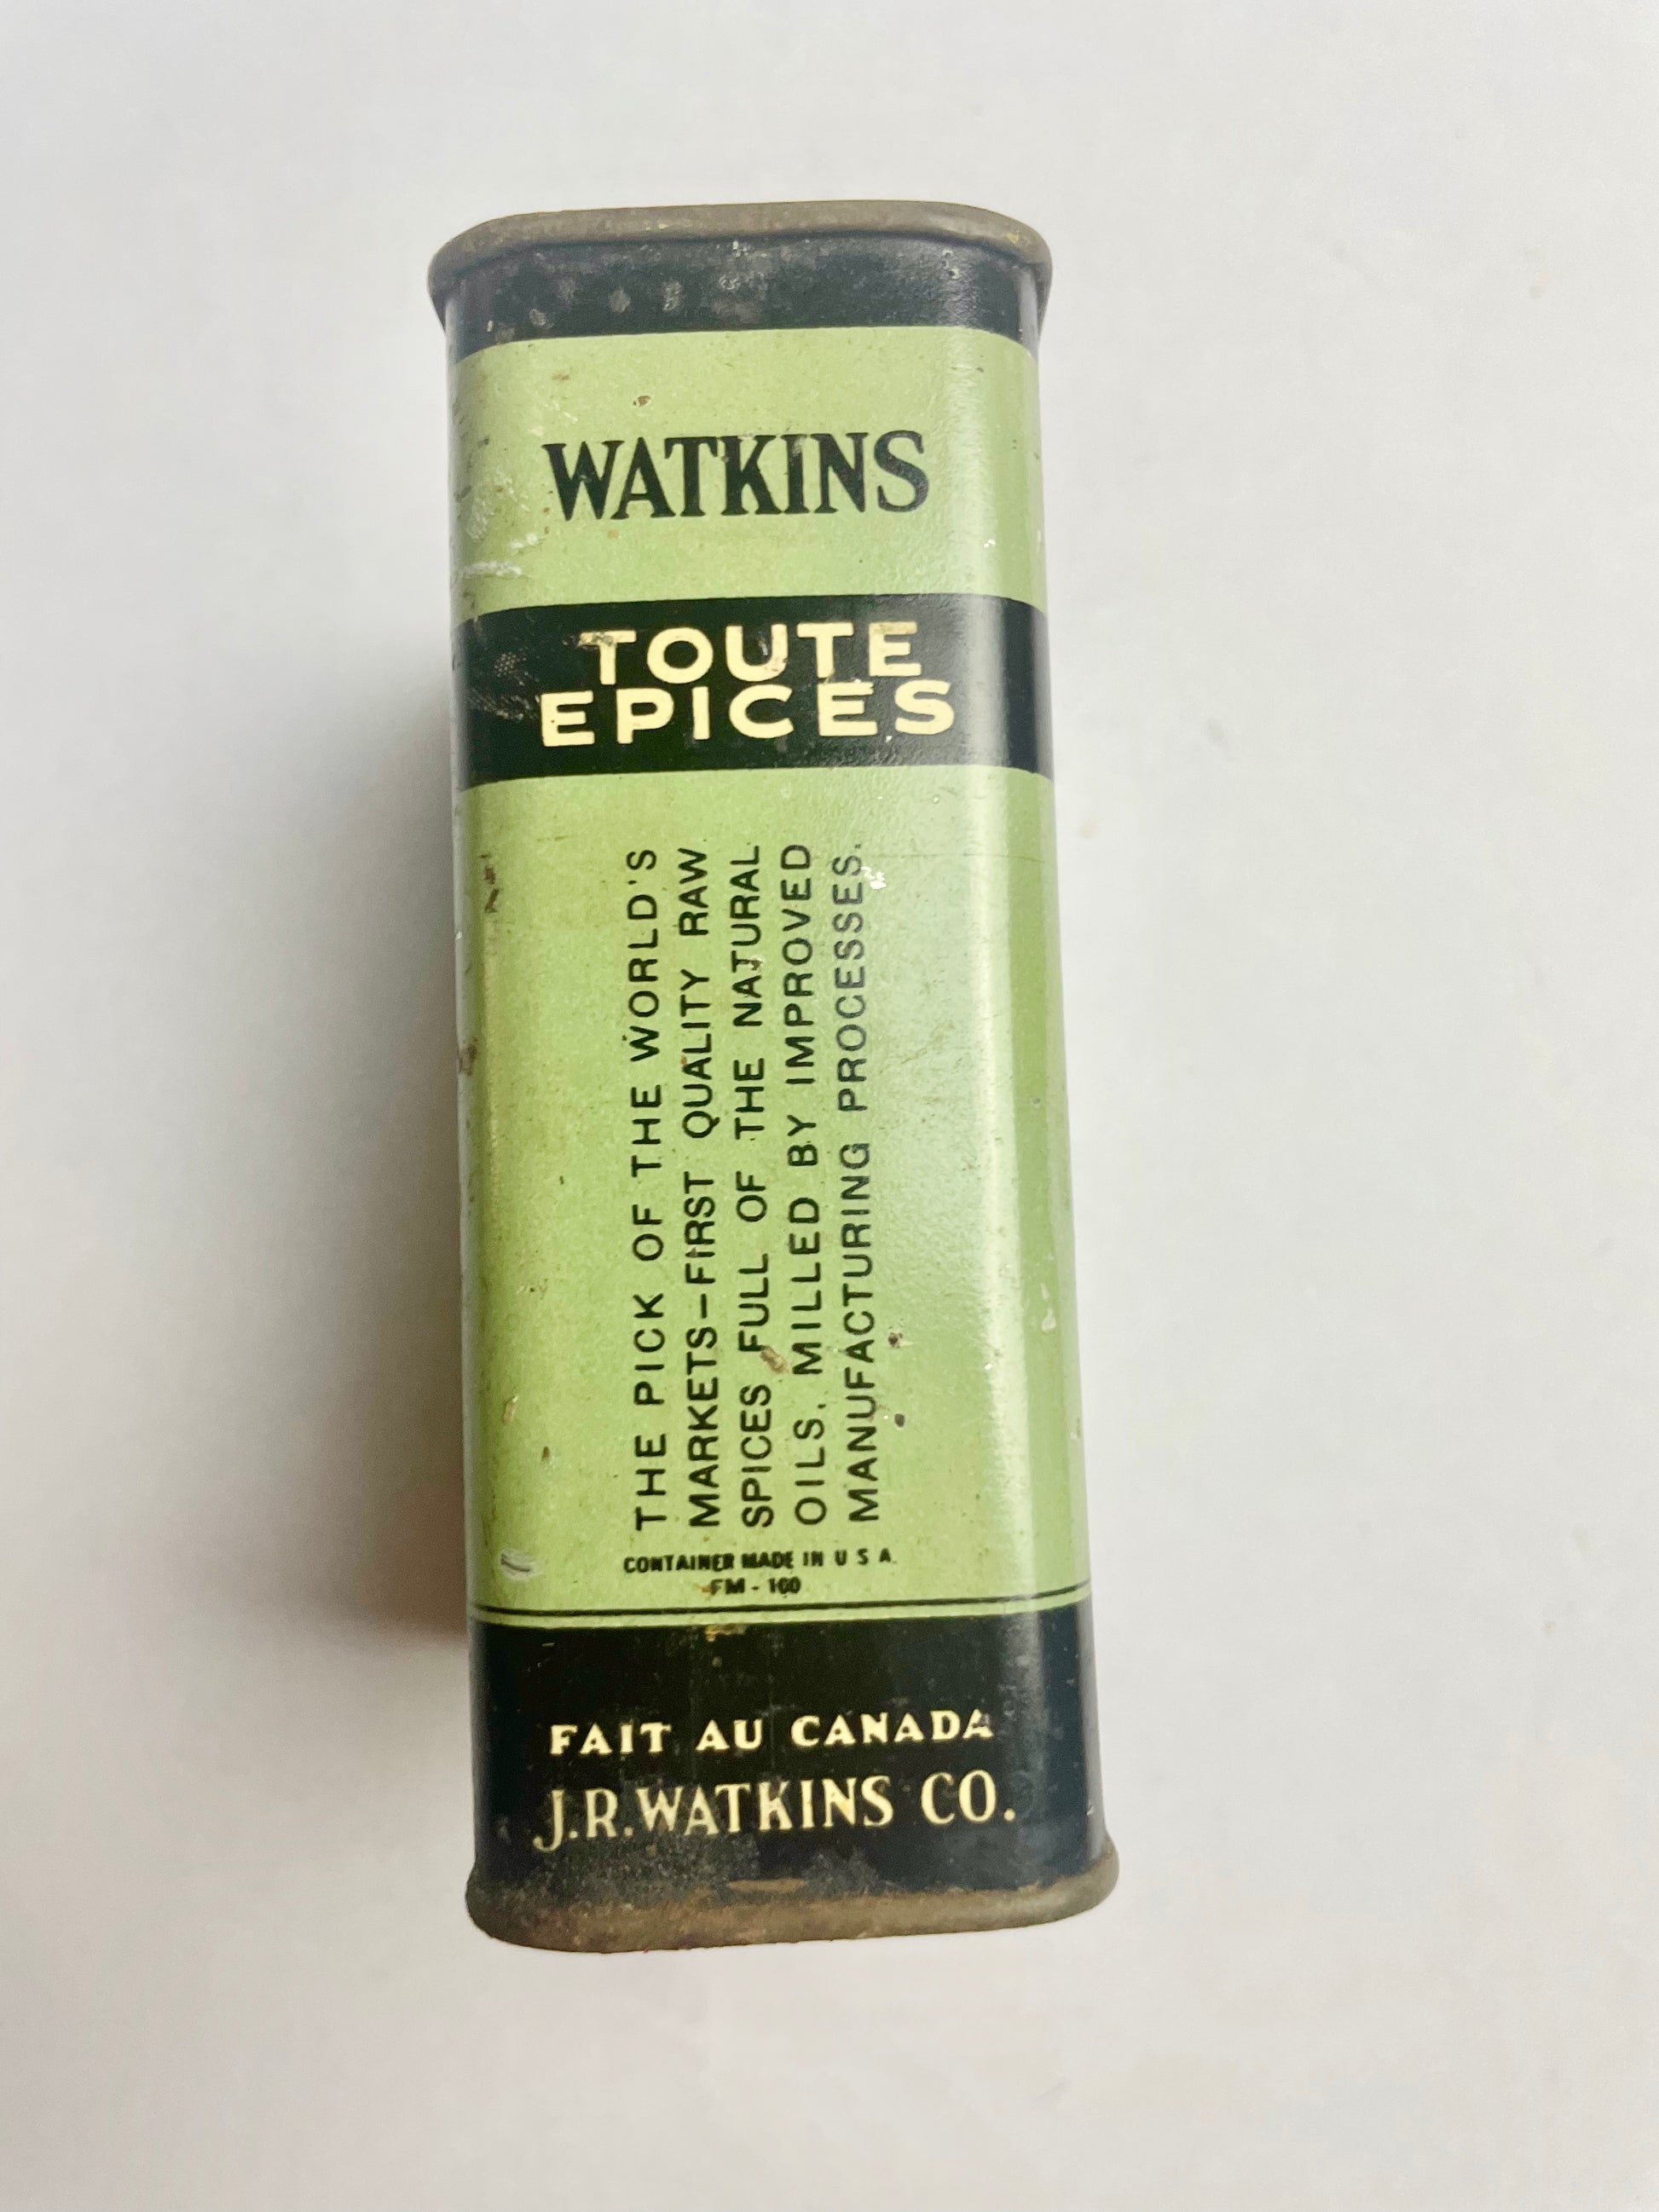 WATKINS
TOUTE
EPICES
THE PICK OF THE WORLD'S
MARKETS-FIRST QUALITY RAW
SPICES FULL OF THE NATURAL
OILS. MILLED BY IMPROVED
MANUFACTURING PROCESSES.
CONTAINER MADE IN U S A.
FM - 100
FAIT AU CANADA
J.R.WATKINS CO.